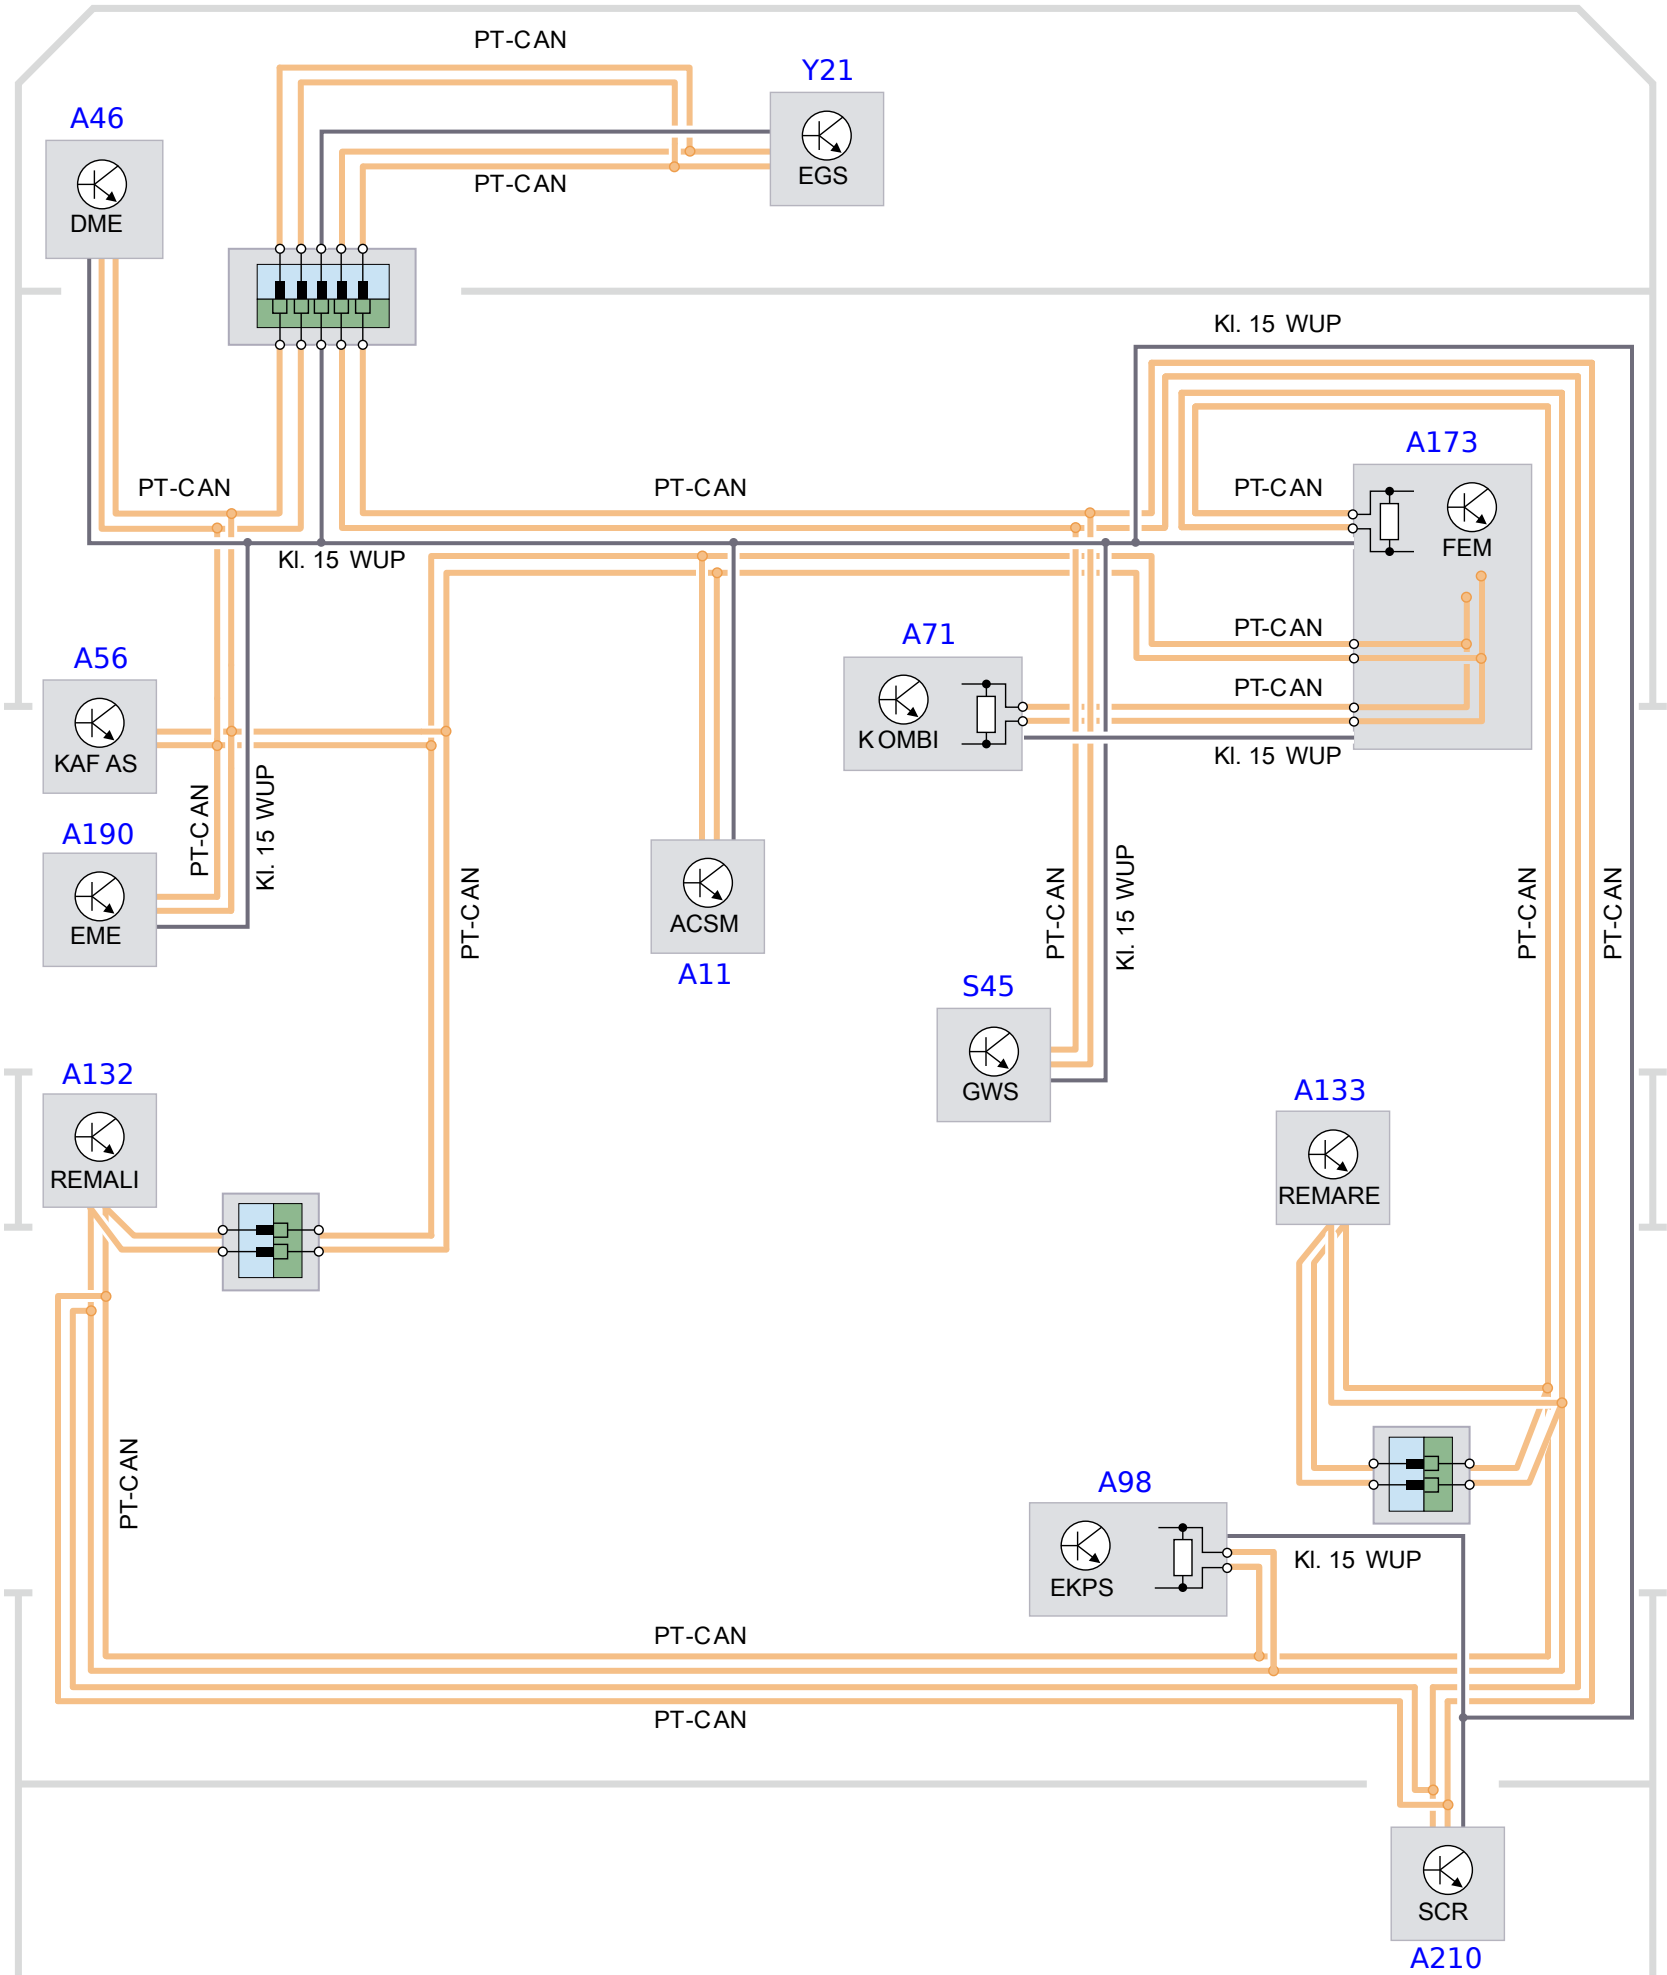 PT-CAN
Y21
A46
EGS
PT-CAN
DME
Kl. 15 WUP
A173
PT-CAN
PT-CAN
PT-CAN
FEM
Kl. 15 WUP
PT-CAN
A71
A56
PT-CAN
KOMBI
KAFAS
Kl. 15 WUP
PT-CAN
Kl. 15 WUP
A190
EME
PT-CAN
ACSM
A11
PT-CAN
Kl. 15 WUP
PT-CAN
PT-CAN
S45
GWS
A132
REMALI
A133
REMARE
PT-CAN
A98
EKPS
Kl. 15 WUP
PT-CAN
PT-CAN
SCR
A210